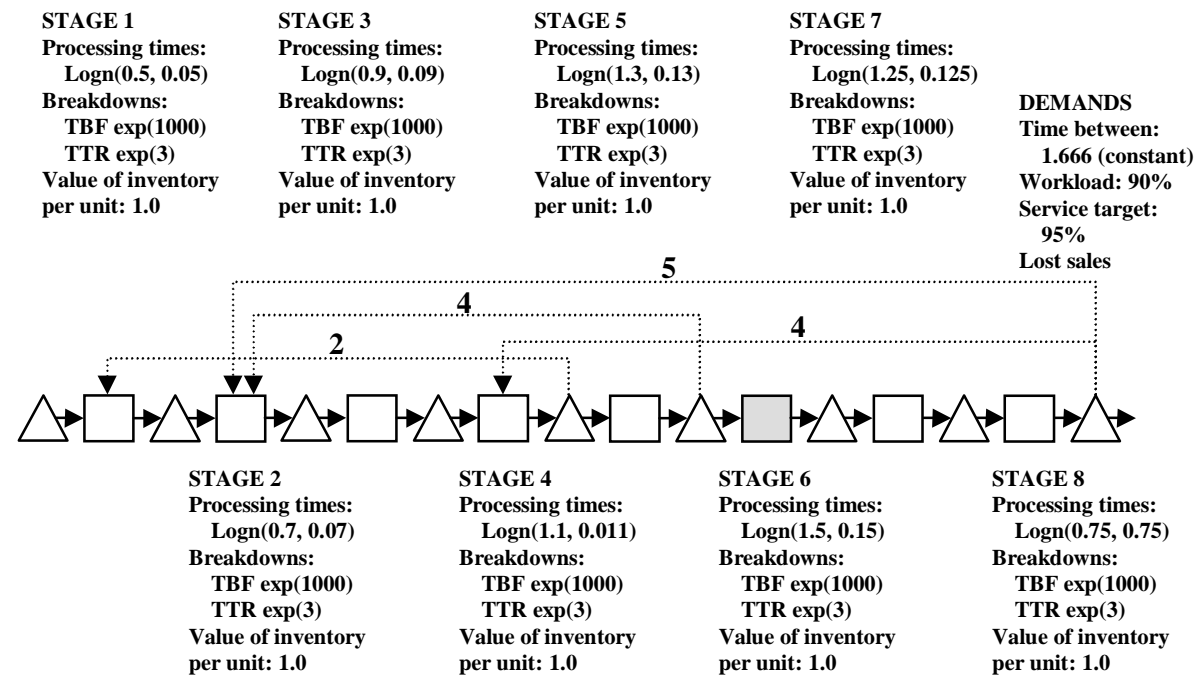 STAGE 1
Processing times:
Logn(0.5, 0.05)
Breakdowns:
TBF exp(1000)
TTR exp(3)
Value of inventory
per unit: 1.0
STAGE 3
Processing times:
Logn(0.9, 0.09)
Breakdowns:
TBF exp(1000)
TTR exp(3)
Value of inventory
per unit: 1.0
STAGE 5
Processing times:
Logn(1.3, 0.13)
Breakdowns:
TBF exp(1000)
TTR exp(3)
Value of inventory
per unit: 1.0
STAGE 7
Processing times:
Logn(1.25, 0.125)
Breakdowns:
TBF exp(1000)
TTR exp(3)
Value of inventory
per unit: 1.0
DEMANDS
Time between:
1.666 (constant)
Workload: 90%
Service target:
95%
Lost sales
5
4
4
2
STAGE 2
Processing times:
Logn(0.7, 0.07)
Breakdowns:
TBF exp(1000)
TTR exp(3)
Value of inventory
per unit: 1.0
STAGE 4
Processing times:
Logn(1.1, 0.011)
Breakdowns:
TBF exp(1000)
TTR exp(3)
Value of inventory
per unit: 1.0
STAGE 6
Processing times:
Logn(1.5, 0.15)
Breakdowns:
TBF exp(1000)
TTR exp(3)
Value of inventory
per unit: 1.0
STAGE 8
Processing times:
Logn(0.75, 0.75)
Breakdowns:
TBF exp(1000)
TTR exp(3)
Value of inventory
per unit: 1.0